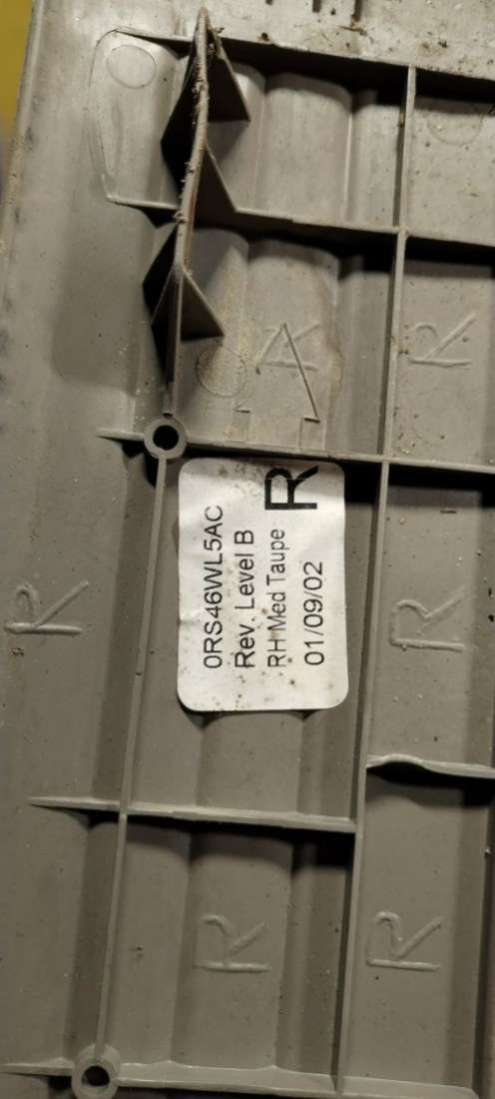 0RS46WL5AC
Rev. Level B
RH Med Taupe
01/09/02
R
R
R
R
R
R
R